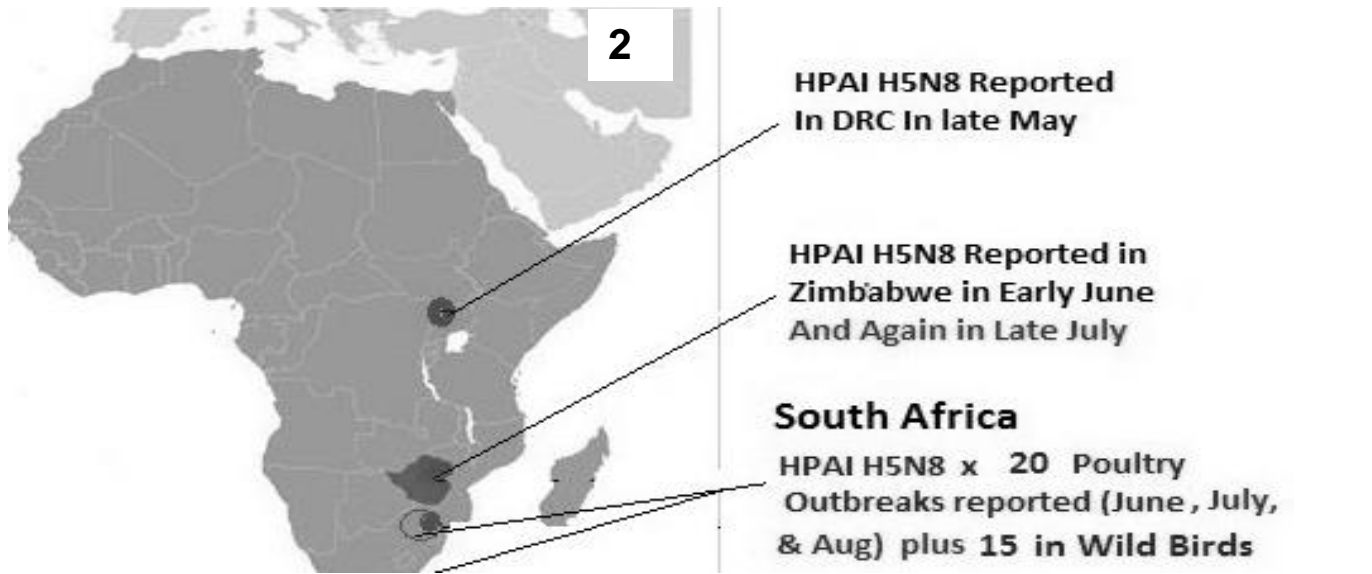 2
HPAI H5N8 Reported
In DRC In late May
HPAI H5N8 Reported in
Zimbabwe in Early June
And Again in Late July
South Africa
HPAI H5N8 x 20 Poultry
Outbreaks reported (June, July,
& Aug) plus 15 in Wild Birds